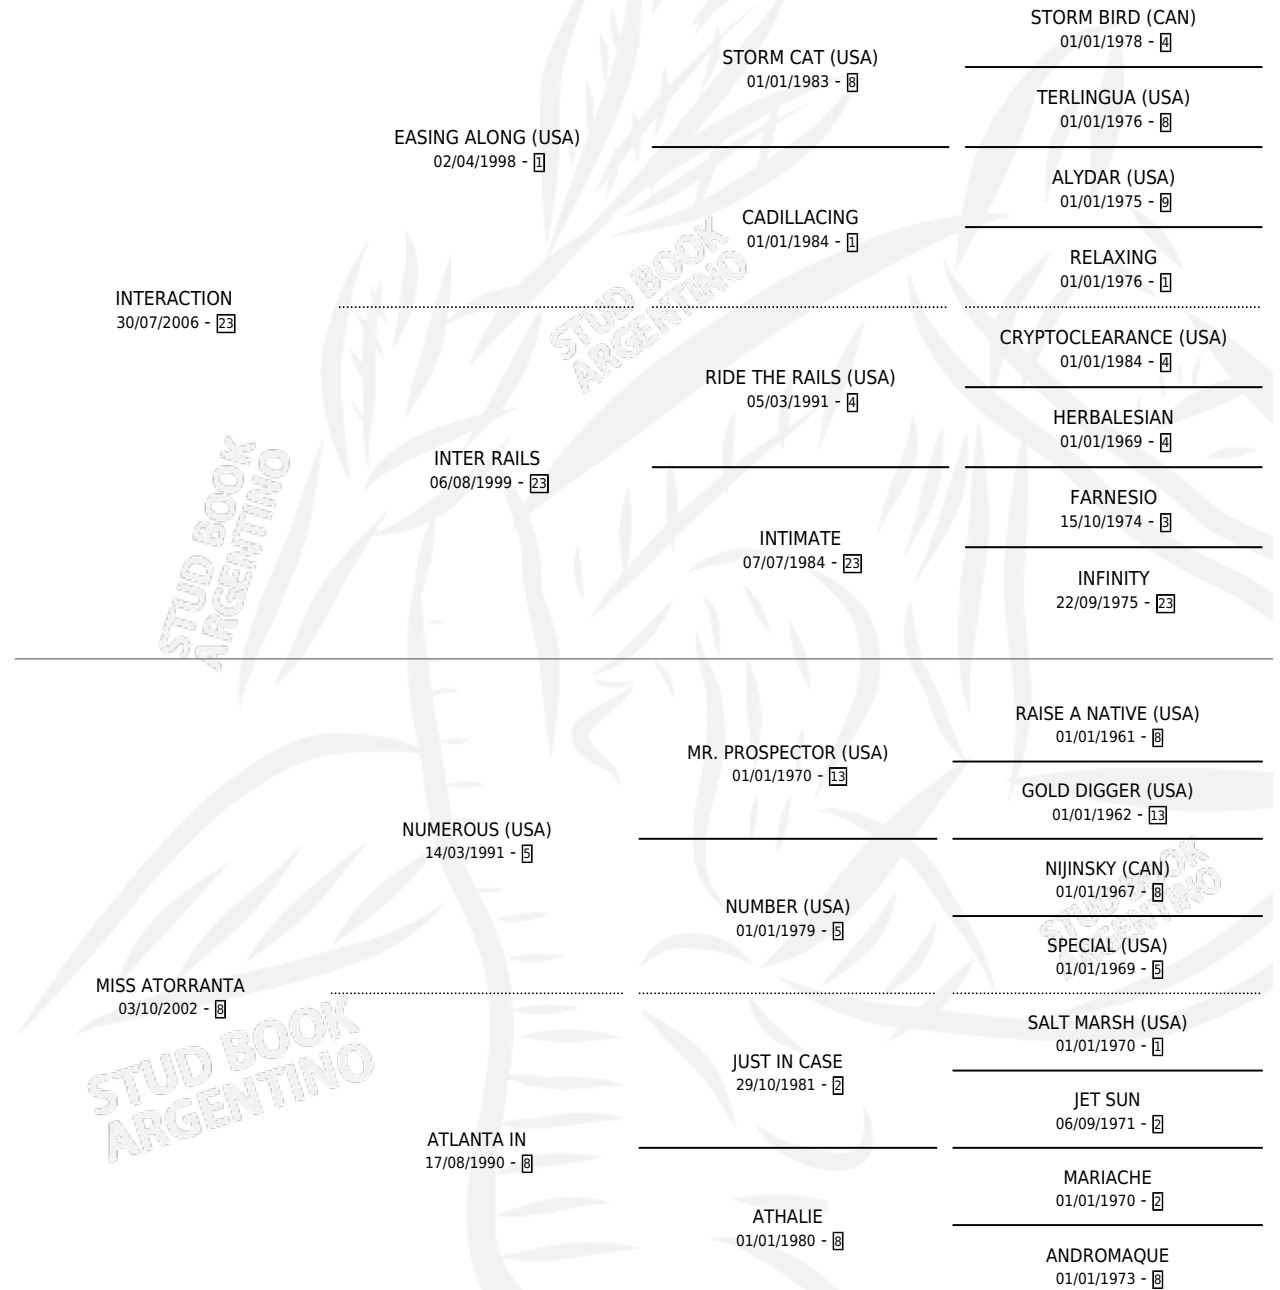 STORM BIRD (CAN)
01/01/1978 - 4
STORM CAT (USA)
01/01/1983 - 8
TERLINGUA (USA)
01/01/1976 - 8
EASING ALONG (USA)
02/04/1998 - 1
ALYDAR (USA)
01/01/1975 - 9
CADILLACING
01/01/1984 - 1
RELAXING
01/01/1976 - 1
INTERACTION
30/07/2006 - 23
CRYPTOCLEARANCE (USA)
01/01/1984 - 4
RIDE THE RAILS (USA)
05/03/1991 - 4
HERBALESIAN
01/01/1969 - 4
INTER RAILS
06/08/1999 - 23
FARNESIO
15/10/1974 - 3
INTIMATE
07/07/1984 - 23
INFINITY
22/09/1975 - 23
STUD BOOK
ARGENTINO
STUD BOOK
ARGENTINO
RAISE A NATIVE (USA)
01/01/1961 - 8
MR. PROSPECTOR (USA)
01/01/1970 - 13
GOLD DIGGER (USA)
01/01/1962 - 13
NUMEROUS (USA)
14/03/1991 - 5
NIJINSKY (CAN)
01/01/1967 - 8
NUMBER (USA)
01/01/1979 - 5
SPECIAL (USA)
01/01/1969 - 5
STUD BOOK
ARGENTINO
MISS ATORRANTA
03/10/2002 - 8
SALT MARSH (USA)
01/01/1970 - 1
JUST IN CASE
29/10/1981 - 2
JET SUN
06/09/1971 - 2
ATLANTA IN
17/08/1990 - 8
MARIACHE
01/01/1970 - 2
ATHALIE
01/01/1980 - 8
ANDROMAQUE
01/01/1973 - 8
STUD BOOK
ARGENTINO